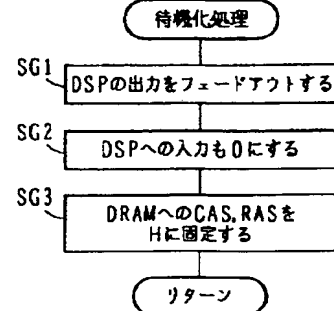 待機化処理
SG1
DSPの出力をフェードアウトする
SG2
DSPへの入力も0にする
SG3
DRAMへのCAS,RASを
Hに固定する
リターン